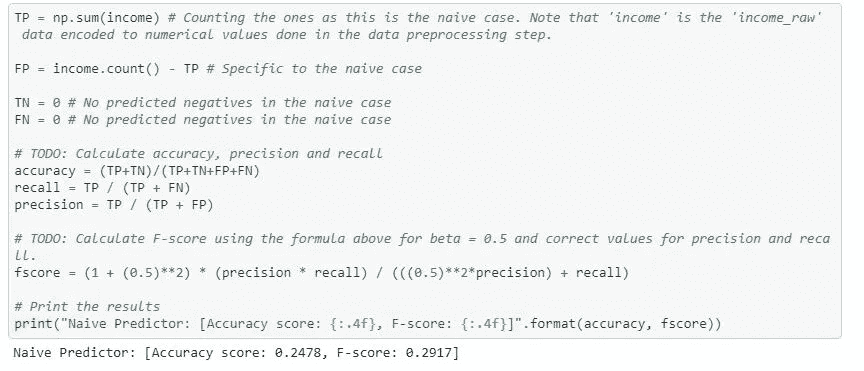 TP = np.sum(income) # Counting the ones as this is the naive case. Note that 'income' is the 'income_raw'
data encoded to numerical values done in the data preprocessing step.
FP = income.count() - TP # Specific to the naive case
TN = 0 # No predicted negatives in the naive case
FN = 0 # No predicted negatives in the naive case
# TODO: Calculate accuracy, precision and recall
accuracy = (TP+TN)/(TP+TN+FP+FN)
recall = TP / (TP + FN)
precision = TP / (TP + FP)
# TODO: Calculate F-score using the formula above for beta = 0.5 and correct values for precision and reca
ll.
fscore = (1 + (0.5)**2) * (precision * recall) / (((0.5)**2*precision) + recall)
# Print the results
print("Naive Predictor: [Accuracy score: {:.4f}, F-score: {:.4f}]".format(accuracy, fscore))
Naive Predictor: [Accuracy score: 0.2478, F-score: 0.2917]